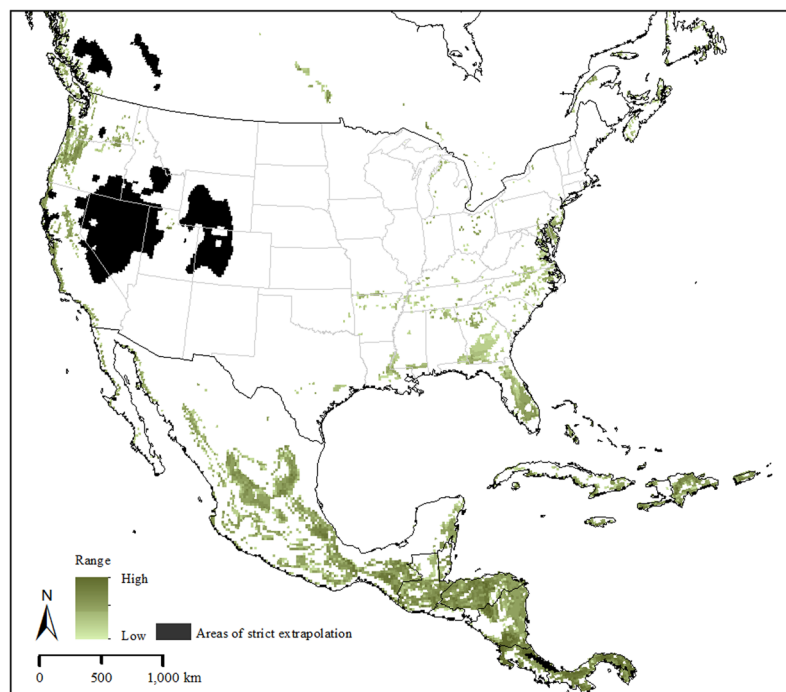 Range
High
Low
N
Areas of strict extrapolation
0 500 1,000 km